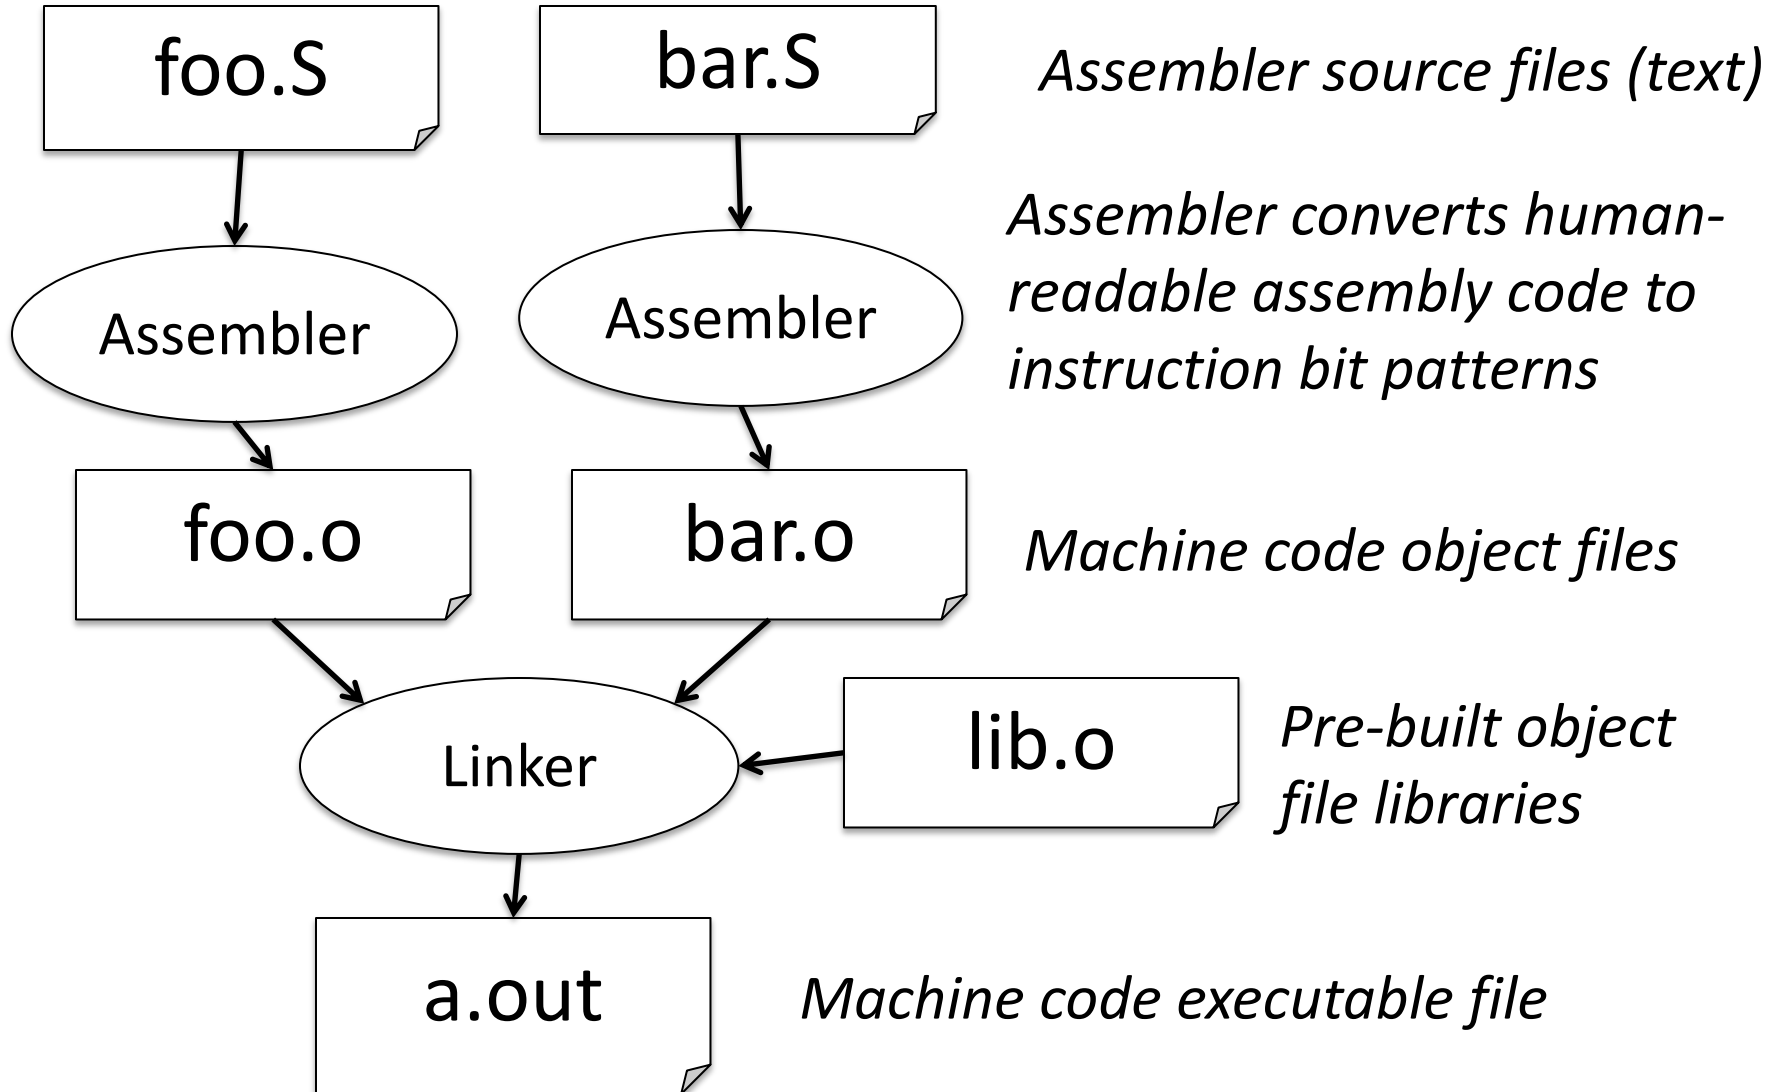 foo.S
bar.S
Assembler source files (text)
Assembler
Assembler
Assembler converts human-
readable assembly code to
instruction bit patterns
foo.o
bar.o
Machine code object files
Linker
lib.o
Pre-built object
file libraries
a.out
Machine code executable file